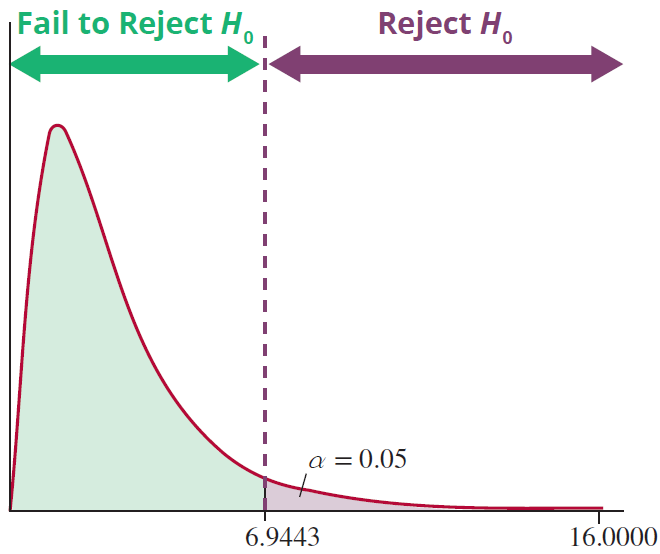 Fail to Reject H₀
Reject H₀
α = 0.05
6.9443
16.0000